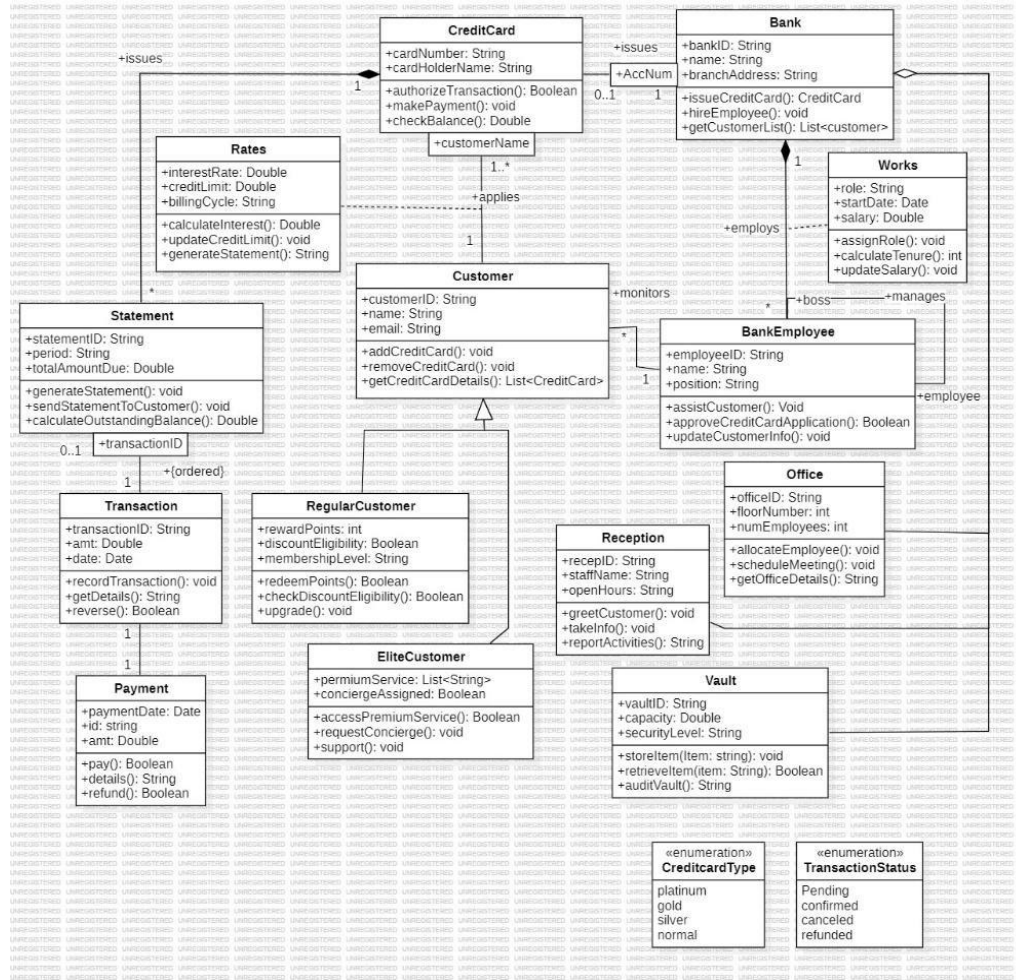 CreditCard
+cardNumber: String
+cardHolderName: String
+authorizeTransaction(): Boolean
+makePayment(): void
+checkBalance(): Double
+customerName
+issues
1
+issues
+AccNum
0..1
1
Bank
+bankID: String
+name: String
+branchAddress: String
+issueCreditCard(): CreditCard
+hireEmployee(): void
+getCustomerList(): List<customer>
1
Rates
+interestRate: Double
+creditLimit: Double
+billingCycle: String
+calculateInterest(): Double
+updateCreditLimit(): void
+generateStatement(): String
1..*
+applies
1
Works
+role: String
+startDate: Date
+salary: Double
+assignRole(): void
+calculateTenure(): int
+updateSalary(): void
+employs
*
Customer
+customerID: String
+name: String
+email: String
+addCreditCard(): void
+removeCreditCard(): void
+getCreditCardDetails(): List<CreditCard>
+monitors
*
1
+boss
+manages
+employee
*
Statement
+statementID: String
+period: String
+totalAmountDue: Double
+generateStatement(): void
+sendStatementToCustomer(): void
+calculateOutstandingBalance(): Double
+transactionID
0..1
+{ordered}
1
BankEmployee
+employeeID: String
+name: String
+position: String
+assistCustomer(): Void
+approveCreditCardApplication(): Boolean
+updateCustomerInfo(): void
Transaction
+transactionID: String
+amt: Double
+date: Date
+recordTransaction(): void
+getDetails(): String
+reverse(): Boolean
1
1
RegularCustomer
+rewardPoints: int
+discountEligibility: Boolean
+membershipLevel: String
+redeemPoints(): Boolean
+checkDiscountEligibility(): Boolean
+upgrade(): void
Office
+officeID: String
+floorNumber: int
+numEmployees: int
+allocateEmployee(): void
+scheduleMeeting(): void
+getOfficeDetails(): String
Reception
+recepID: String
+staffName: String
+openHours: String
+greetCustomer(): void
+takeInfo(): void
+reportActivities(): String
EliteCustomer
+permiumService: List<String>
+conciergeAssigned: Boolean
+accessPremiumService(): Boolean
+requestConcierge(): void
+support(): void
Payment
+paymentDate: Date
+id: string
+amt: Double
+pay(): Boolean
+details(): String
+refund(): Boolean
Vault
+vaultID: String
+capacity: Double
+securityLevel: String
+storeItem(Item: string): void
+retrieveItem(item: String): Boolean
+auditVault(): String
«enumeration»
CreditcardType
platinum
gold
silver
normal
«enumeration»
TransactionStatus
Pending
confirmed
canceled
refunded